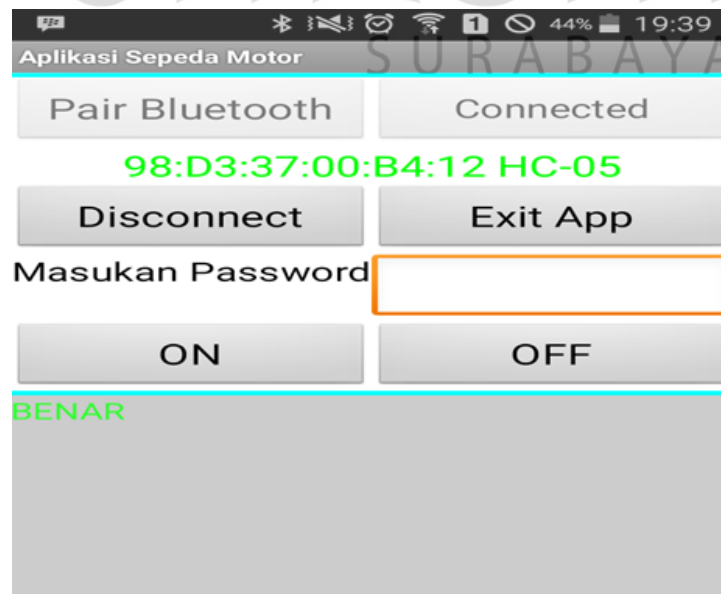 1 44% 19:39
Aplikasi Sepeda Motor
SURABAYA
Pair Bluetooth Connected
98:D3:37:00:B4:12 HC-05
Disconnect Exit App
Masukan Password
ON OFF
BENAR